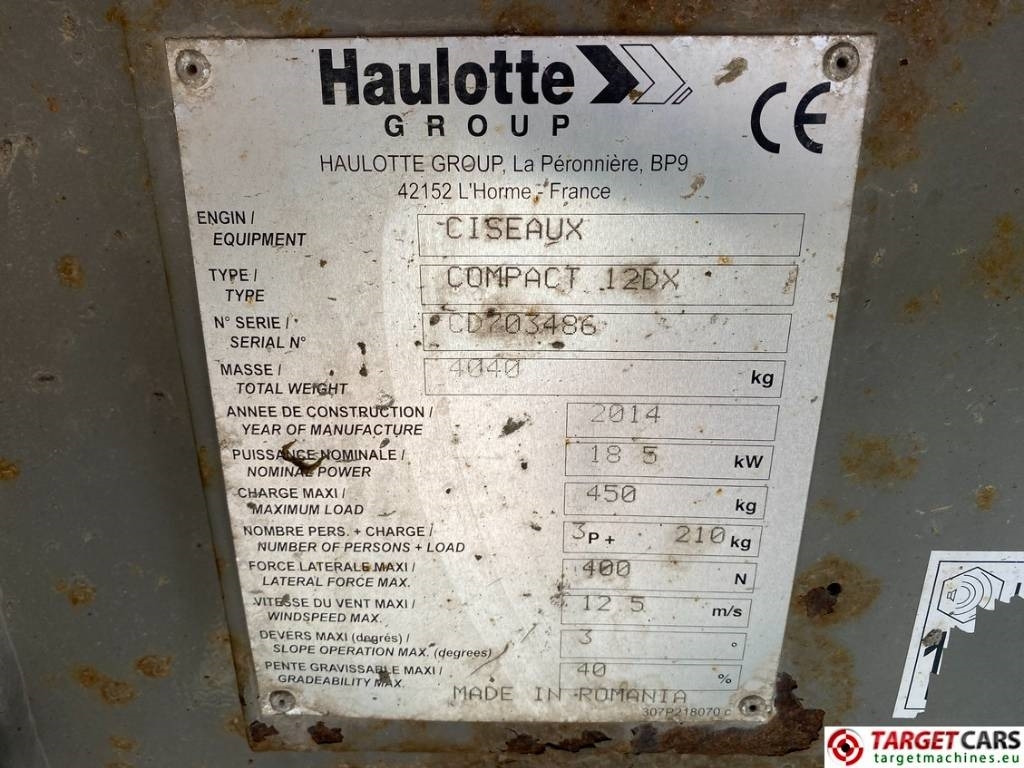 Haulotte
GROUP
CE
HAULOTTE GROUP, La Péronnière, BP9
42152 L'Horme - France
ENGIN / CISEAUX
EQUIPMENT
TYPE / COMPACT 12DX
TYPE
N° SERIE / CD703486
SERIAL N°
MASSE / 4040 kg
TOTAL WEIGHT
ANNEE DE CONSTRUCTION / 2014
YEAR OF MANUFACTURE
PUISSANCE NOMINALE / 18 5 kW
NOMINAL POWER
CHARGE MAXI / 450 kg
MAXIMUM LOAD
NOMBRE PERS. + CHARGE / 3 P + 210 kg
NUMBER OF PERSONS + LOAD
FORCE LATERALE MAXI / 400 N
LATERAL FORCE MAX.
VITESSE DU VENT MAXI / 12 5 m/s
WINDSPEED MAX.
DEVERS MAXI (degrés) / 3 °
SLOPE OPERATION MAX. (degrees)
PENTE GRAVISSABLE MAXI / 40 %
GRADEABILITY MAX.
MADE IN ROMANIA
307P218070 c
1
TARGETCARS
targetmachines.eu